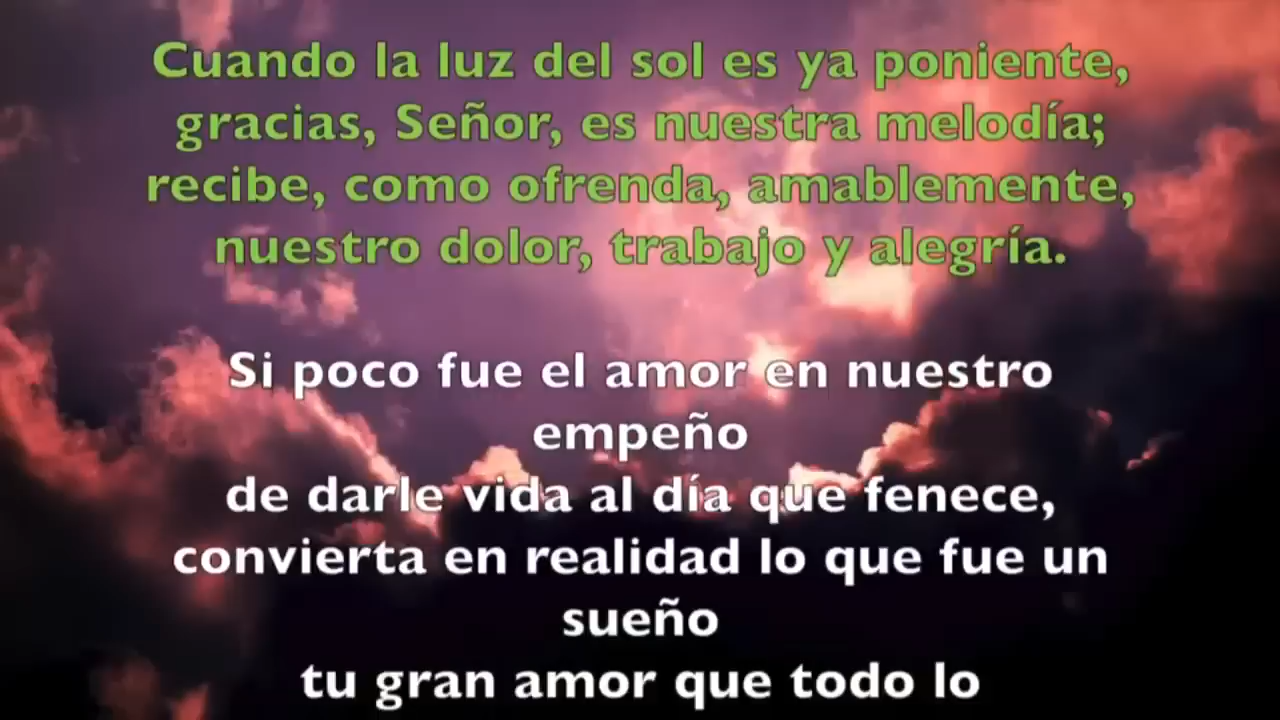 Cuando la luz del sol es ya poniente,
gracias, Señor, es nuestra melodía;
recibe, como ofrenda, amablemente,
nuestro dolor, trabajo y alegría.
Si poco fue el amor en nuestro
empeño
de darle vida al día que fenece,
convierta en realidad lo que fue un
sueño
tu gran amor que todo lo